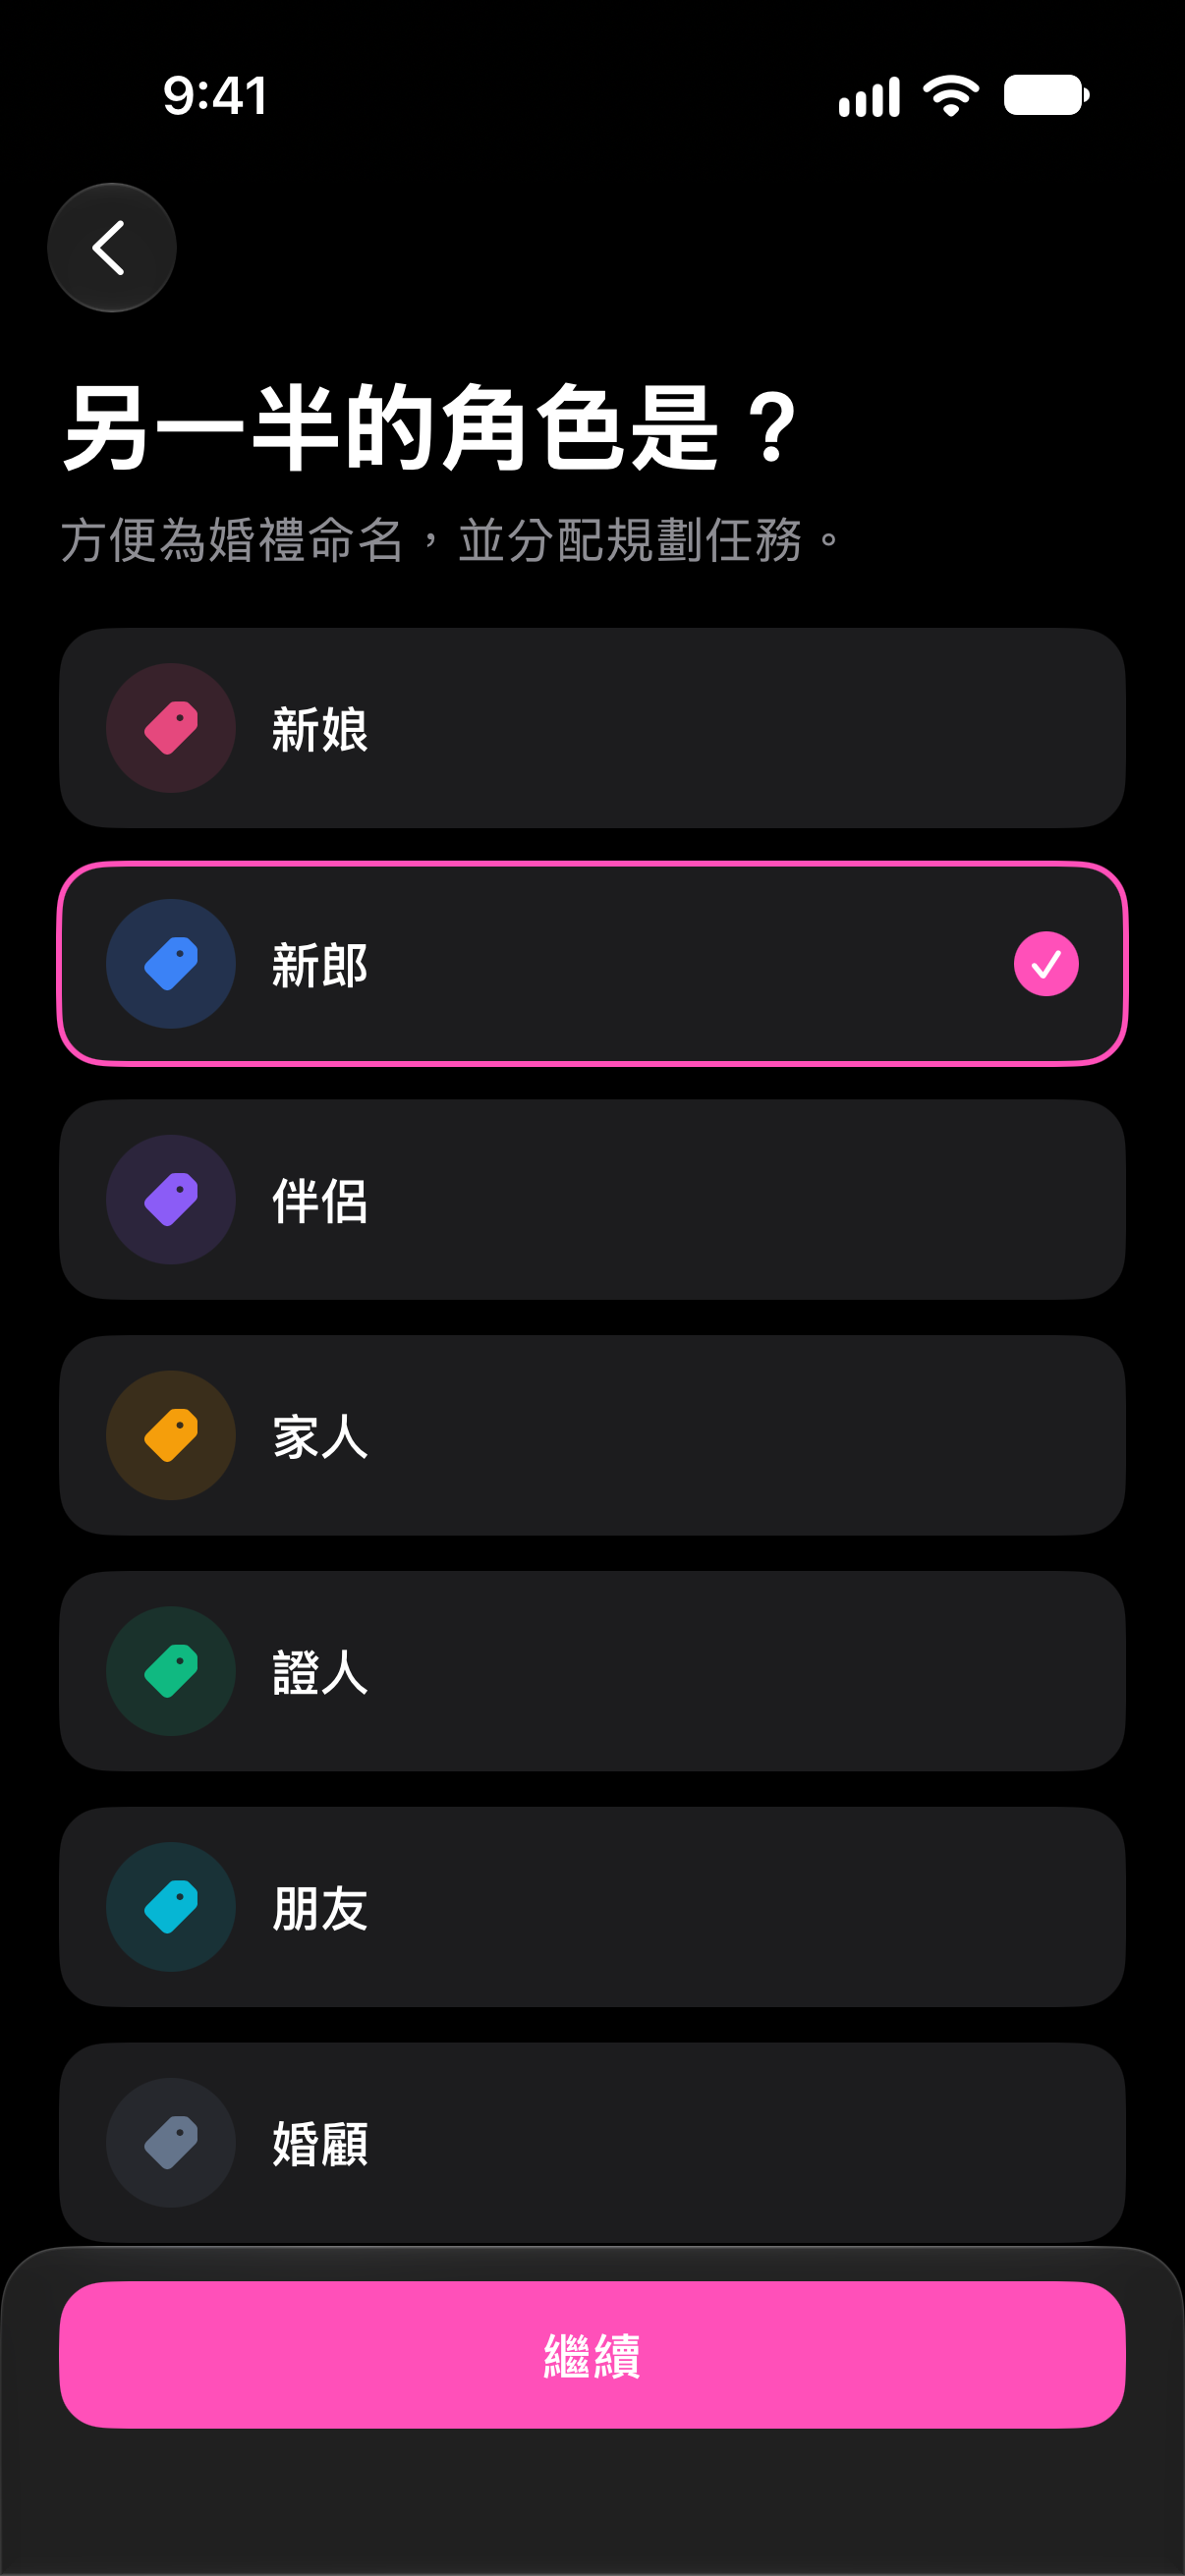 9:41
另一半的角色是？
方便為婚禮命名，並分配規劃任務。
新娘
新郎
伴侶
家人
證人
朋友
婚顧
繼續